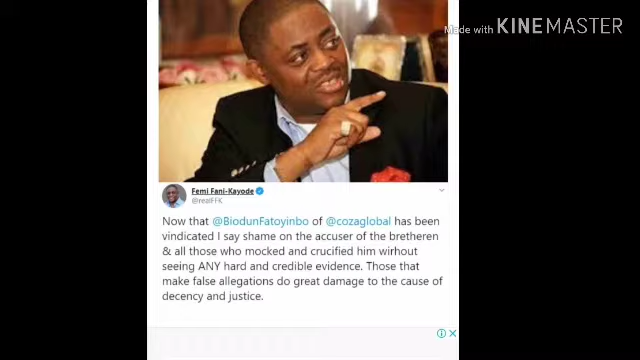 Made with KINEMASTER
Femi Fani-Kayode
@realFFK
Now that @BiodunFatoyinbo of @cozaglobal has been
vindicated I say shame on the accuser of the bretheren
& all those who mocked and crucified him wirhout
seeing ANY hard and credible evidence. Those that
make false allegations do great damage to the cause of
decency and justice.